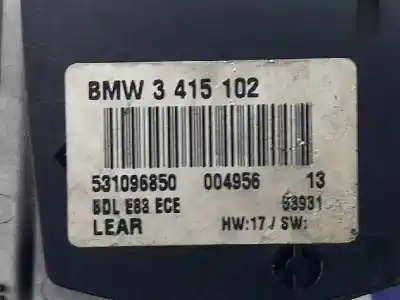 BMW 3 415 102
531096850 004956 13
BDL E83 ECE 53931
LEAR HW:17 / SW: